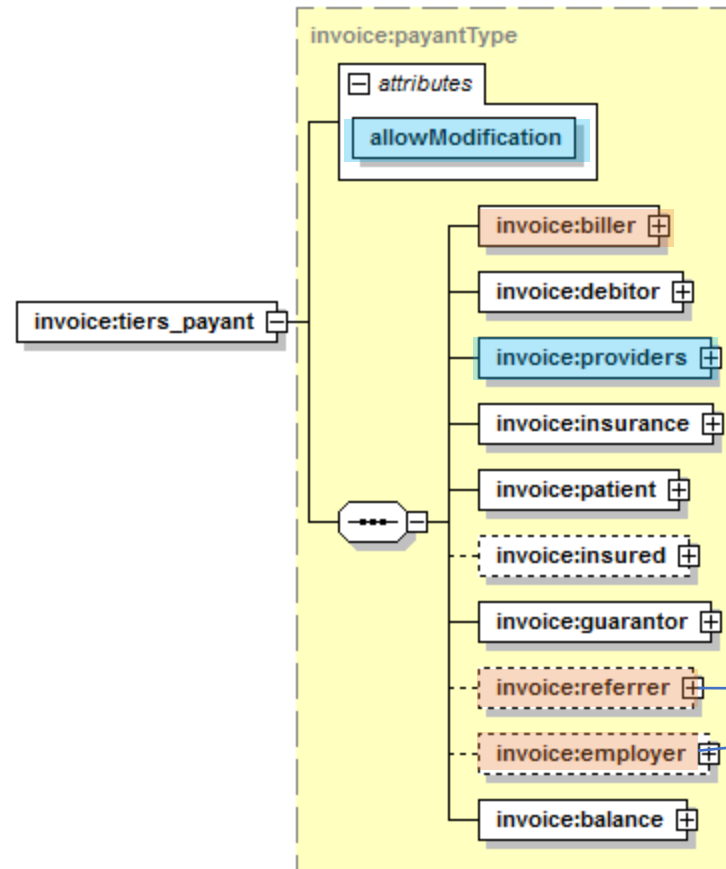 invoice:payantType
attributes
allowModification
invoice:biller
invoice:debitor
invoice:tiers_payant
invoice:providers
invoice:insurance
invoice:patient
invoice:insured
invoice:guarantor
invoice:referrer
invoice:employer
invoice:balance